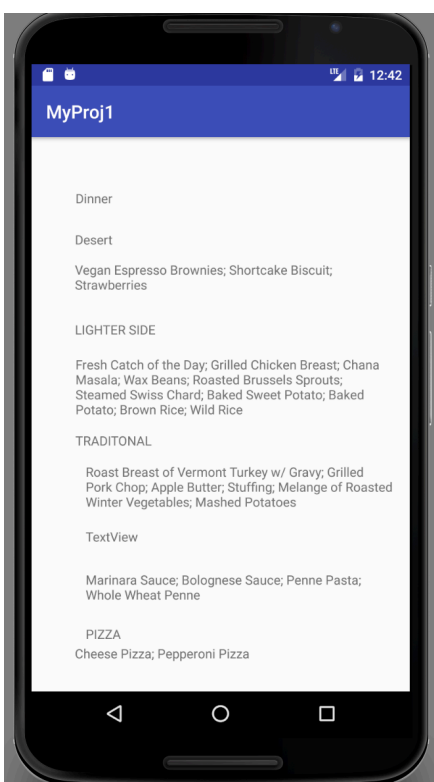 LTE 12:42
MyProj1
Dinner
Desert
Vegan Espresso Brownies; Shortcake Biscuit;
Strawberries
LIGHTER SIDE
Fresh Catch of the Day; Grilled Chicken Breast; Chana
Masala; Wax Beans; Roasted Brussels Sprouts;
Steamed Swiss Chard; Baked Sweet Potato; Baked
Potato; Brown Rice; Wild Rice
TRADITONAL
Roast Breast of Vermont Turkey w/ Gravy; Grilled
Pork Chop; Apple Butter; Stuffing; Melange of Roasted
Winter Vegetables; Mashed Potatoes
TextView
Marinara Sauce; Bolognese Sauce; Penne Pasta;
Whole Wheat Penne
PIZZA
Cheese Pizza; Pepperoni Pizza